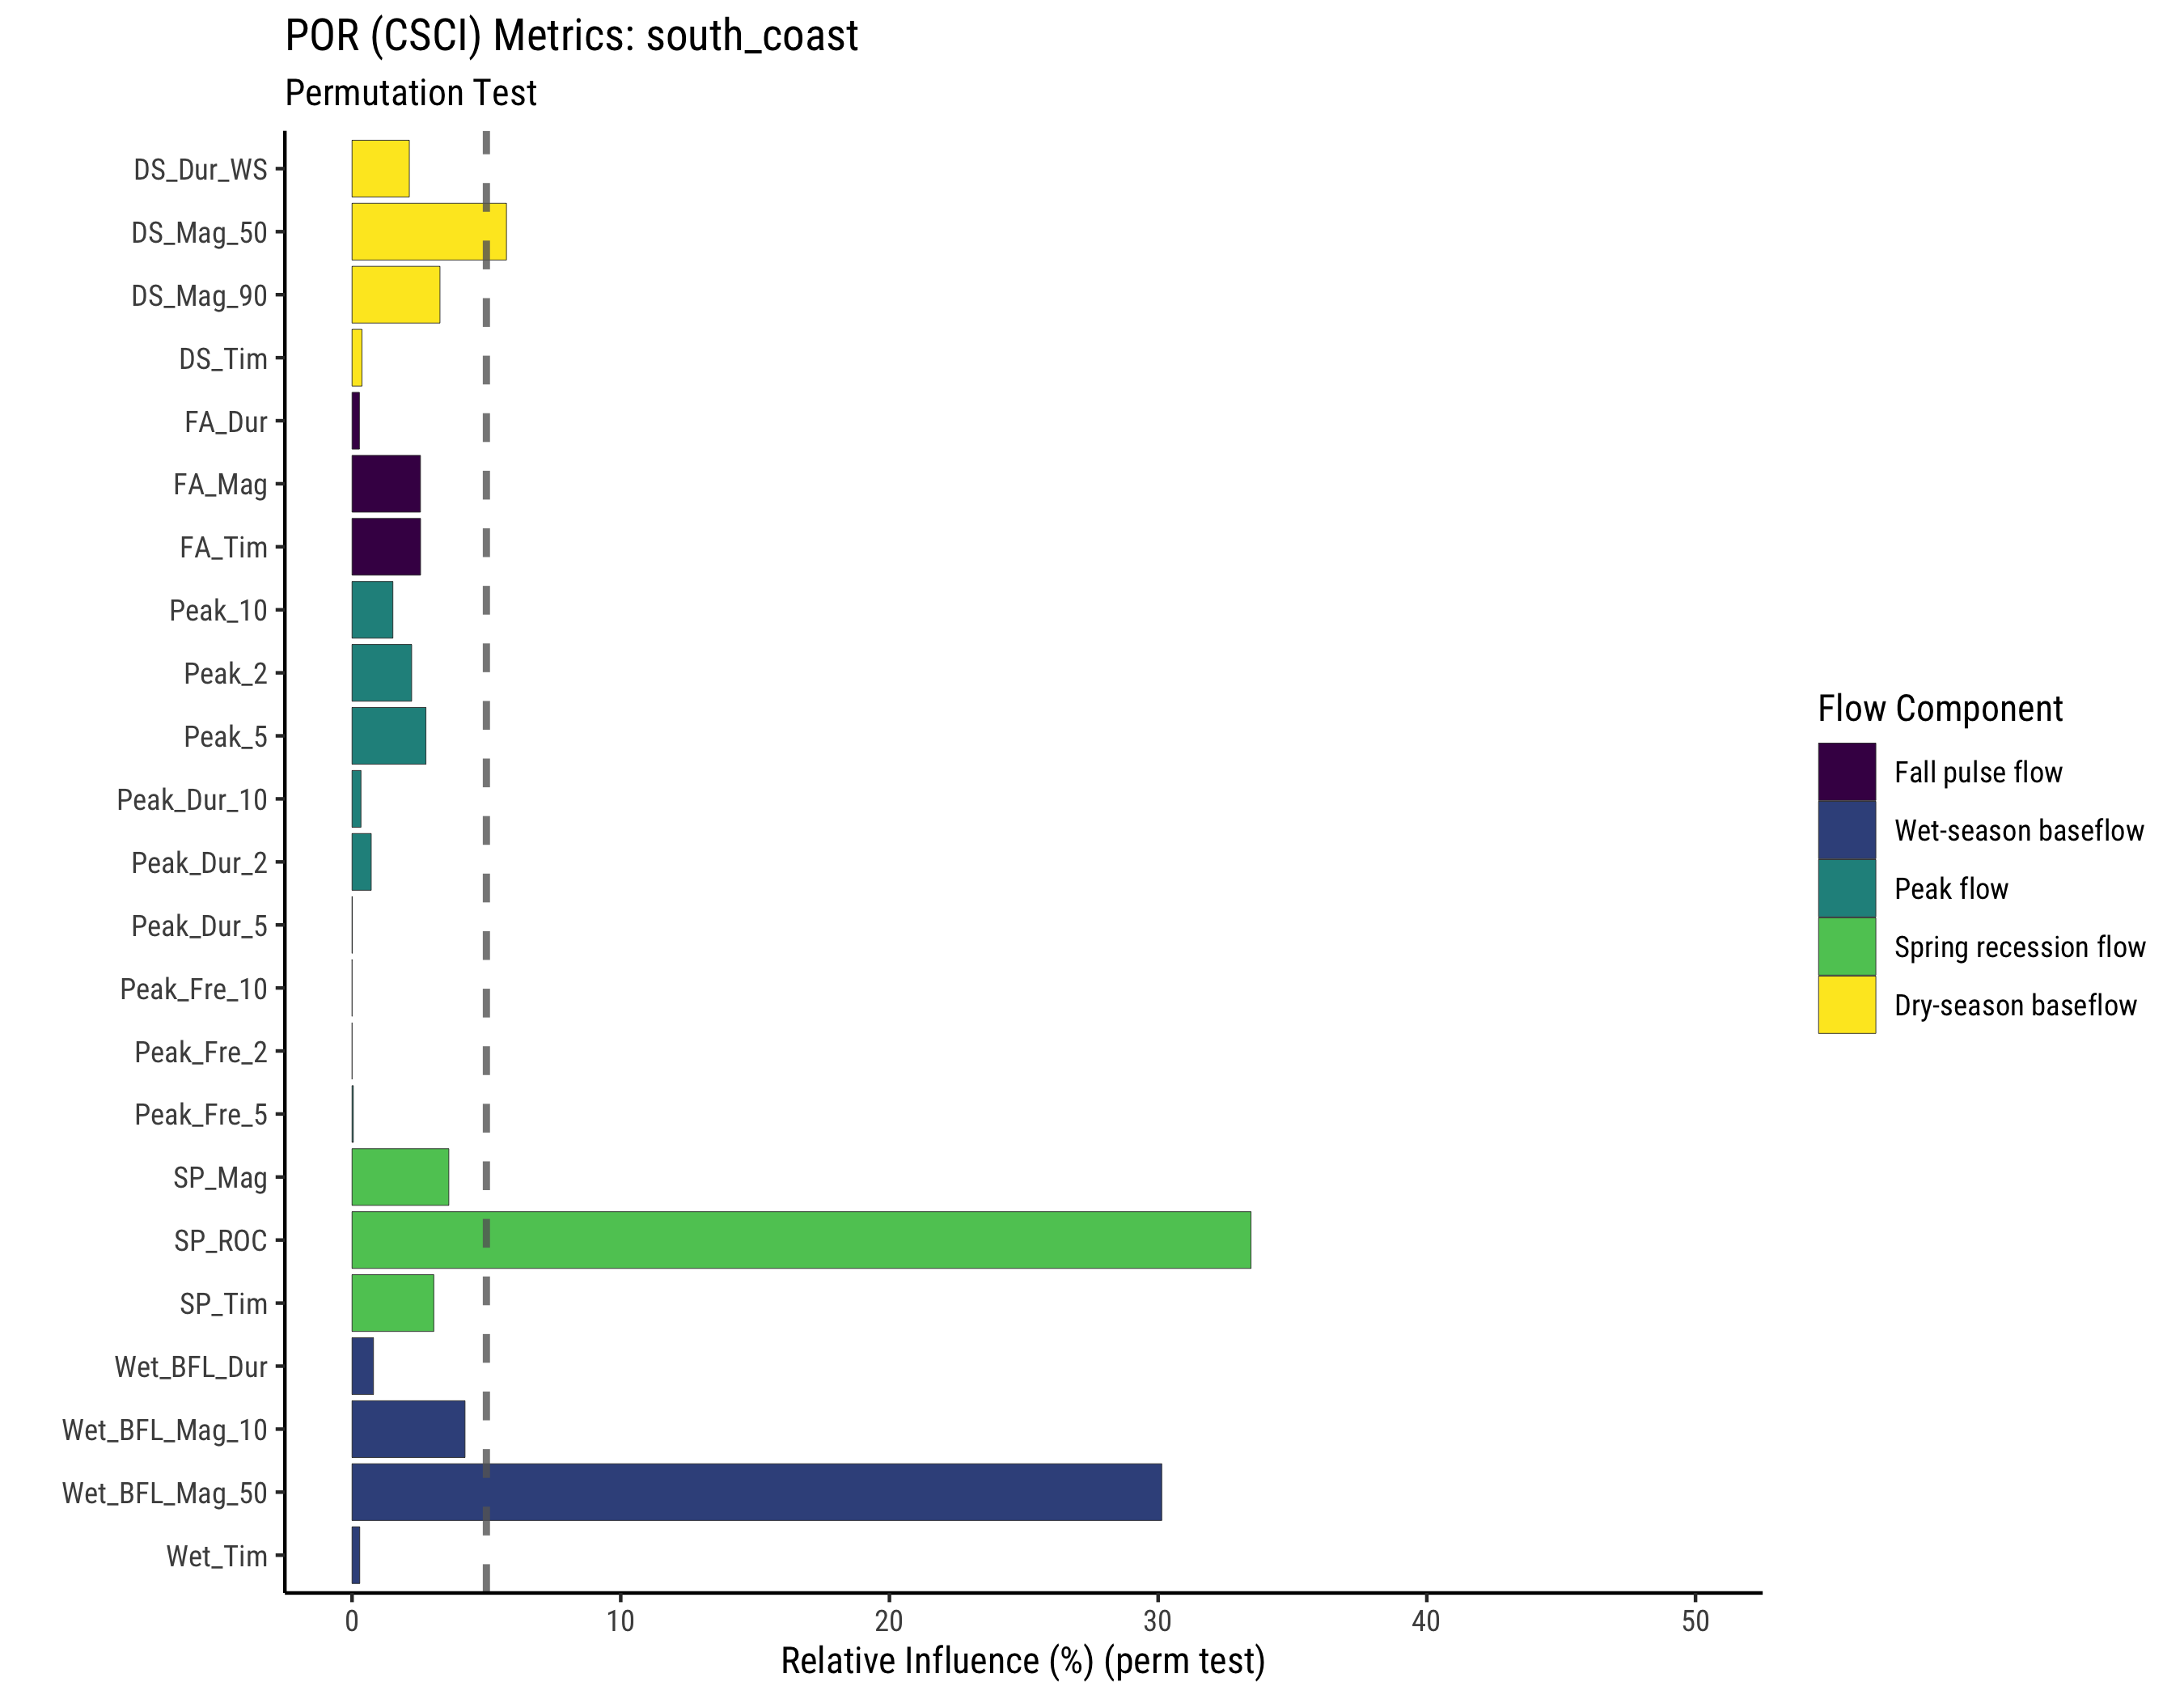 POR (CSCI) Metrics: south_coast
Permutation Test
DS_Dur_WS
DS_Mag_50
DS_Mag_90
DS_Tim
FA_Dur
FA_Mag
FA_Tim
Peak_10
Peak_2
Peak_5
Peak_Dur_10
Peak_Dur_2
Peak_Dur_5
Peak_Fre_10
Peak_Fre_2
Peak_Fre_5
SP_Mag
SP_ROC
SP_Tim
Wet_BFL_Dur
Wet_BFL_Mag_10
Wet_BFL_Mag_50
Wet_Tim
0 10 20 30 40 50
Relative Influence (%) (perm test)
Flow Component
Fall pulse flow
Wet-season baseflow
Peak flow
Spring recession flow
Dry-season baseflow